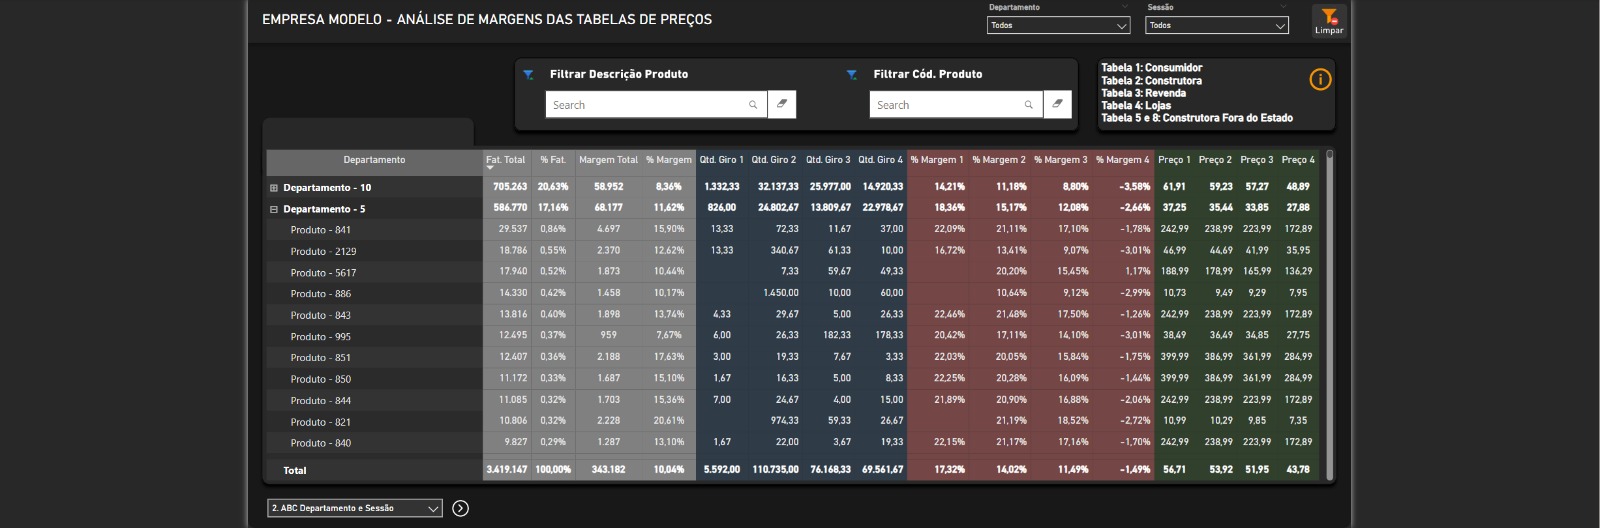 EMPRESA MODELO - ANÁLISE DE MARGENS DAS TABELAS DE PREÇOS
Departamento Sessão
Todos Todos Limpar
Filtrar Descrição Produto Filtrar Cód. Produto
Search Search
Tabela 1: Consumidor
Tabela 2: Construtora
Tabela 3: Revenda
Tabela 4: Lojas
Tabela 5 e 8: Construtora Fora do Estado
Departamento Fat. Total % Fat. Margem Total % Margem Qtd. Giro 1 Qtd. Giro 2 Qtd. Giro 3 Qtd. Giro 4 % Margem 1 % Margem 2 % Margem 3 % Margem 4 Preço 1 Preço 2 Preço 3 Preço 4
Departamento - 10 705.263 20,63% 58.952 8,36% 1.332,33 32.137,33 25.977,00 14.920,33 14,21% 11,18% 8,80% -3,58% 61,91 59,23 57,27 48,89
Departamento - 5 586.770 17,16% 68.177 11,62% 826,00 24.802,67 13.809,67 22.978,67 18,36% 15,17% 12,08% -2,66% 37,25 35,44 33,85 27,88
Produto - 841 29.537 0,86% 4.697 15,90% 13,33 72,33 11,67 37,00 22,09% 21,11% 17,10% -1,78% 242,99 238,99 223,99 172,89
Produto - 2129 18.786 0,55% 2.370 12,62% 13,33 340,67 61,33 10,00 16,72% 13,41% 9,07% -3,01% 46,99 44,69 41,99 35,95
Produto - 5617 17.940 0,52% 1.873 10,44% 7,33 59,67 49,33 20,20% 15,45% 1,17% 188,99 178,99 165,99 136,29
Produto - 886 14.330 0,42% 1.458 10,17% 1.450,00 10,00 60,00 10,64% 9,12% -2,99% 10,73 9,49 9,29 7,95
Produto - 843 13.816 0,40% 1.898 13,74% 4,33 29,67 5,00 26,33 22,46% 21,48% 17,50% -1,26% 242,99 238,99 223,99 172,89
Produto - 995 12.495 0,37% 959 7,67% 6,00 26,33 182,33 178,33 20,42% 17,11% 14,10% -3,01% 38,49 36,49 34,85 27,75
Produto - 851 12.407 0,36% 2.188 17,63% 3,00 19,33 7,67 3,33 22,03% 20,05% 15,84% -1,75% 399,99 386,99 361,99 284,99
Produto - 850 11.172 0,33% 1.687 15,10% 1,67 16,33 5,00 8,33 22,25% 20,28% 16,09% -1,44% 399,99 386,99 361,99 284,99
Produto - 844 11.085 0,32% 1.703 15,36% 7,00 24,67 4,00 15,00 21,89% 20,90% 16,88% -2,06% 242,99 238,99 223,99 172,89
Produto - 821 10.806 0,32% 2.228 20,61% 974,33 59,33 26,67 21,19% 18,52% -2,72% 10,99 10,29 9,85 7,35
Produto - 840 9.827 0,29% 1.287 13,10% 1,67 22,00 3,67 19,33 22,15% 21,17% 17,16% -1,70% 242,99 238,99 223,99 172,89
Total 3.419.147 100,00% 343.182 10,04% 5.592,00 110.735,00 76.168,33 69.561,67 17,32% 14,02% 11,49% -1,49% 56,71 53,92 51,95 43,78
2. ABC Departamento e Sessão